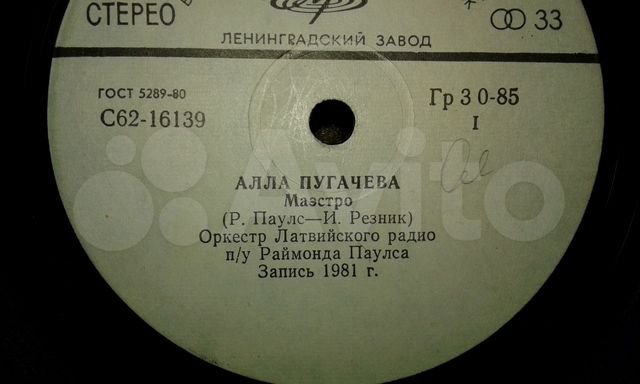 СТЕРЕО
33
ЛЕНИНГРАДСКИЙ ЗАВОД
ГОСТ 5289-80
С62-16139
Гр 3 0-85
I
АЛЛА ПУГАЧЕВА
Маэстро
(Р. Паулс—И. Резник)
Оркестр Латвийского радио
п/у Раймонда Паулса
Запись 1981 г.
Avito